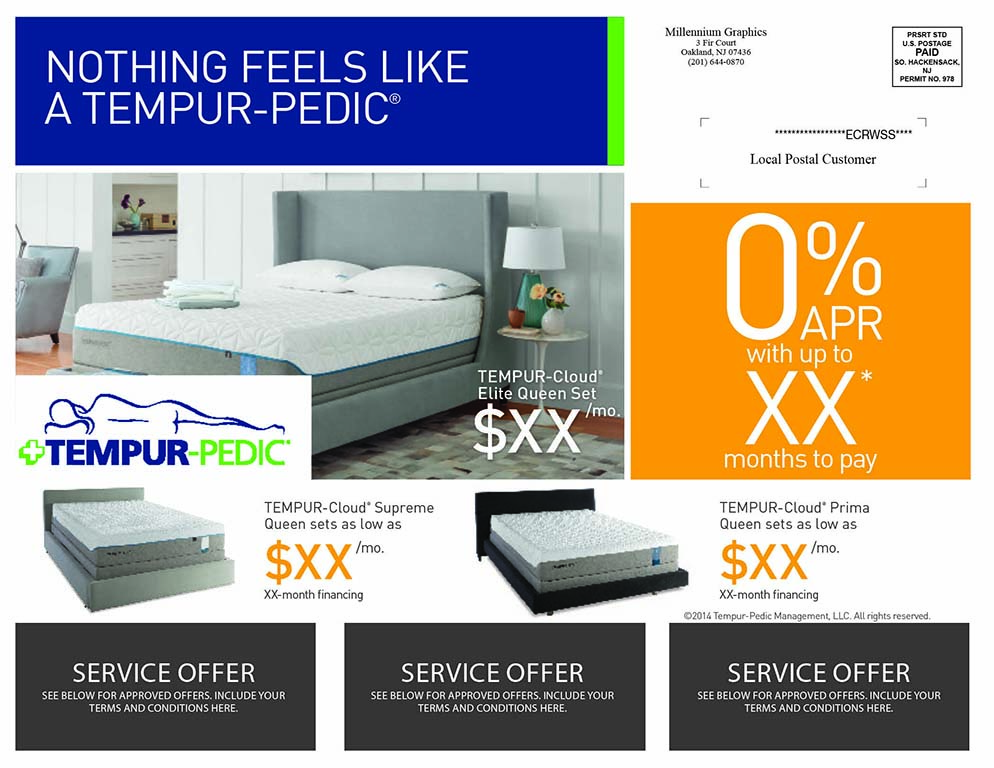 NOTHING FEELS LIKE
A TEMPUR-PEDIC®
Millennium Graphics
3 Fir Court
Oakland, NJ 07436
(201) 644-0870
PRSRT STD
U.S. POSTAGE
PAID
SO. HACKENSACK,
NJ
PERMIT NO. 978
*****************ECRWSS****
Local Postal Customer
0%
APR
with up to
XX*
months to pay
TEMPUR-Cloud®
Elite Queen Set
$XX/mo.
TEMPUR-PEDIC®
TEMPUR-Cloud® Supreme
Queen sets as low as
$XX/mo.
XX-month financing
TEMPUR-Cloud® Prima
Queen sets as low as
$XX/mo.
XX-month financing
©2014 Tempur-Pedic Management, LLC. All rights reserved.
SERVICE OFFER
SEE BELOW FOR APPROVED OFFERS. INCLUDE YOUR
TERMS AND CONDITIONS HERE.
SERVICE OFFER
SEE BELOW FOR APPROVED OFFERS. INCLUDE YOUR
TERMS AND CONDITIONS HERE.
SERVICE OFFER
SEE BELOW FOR APPROVED OFFERS. INCLUDE YOUR
TERMS AND CONDITIONS HERE.